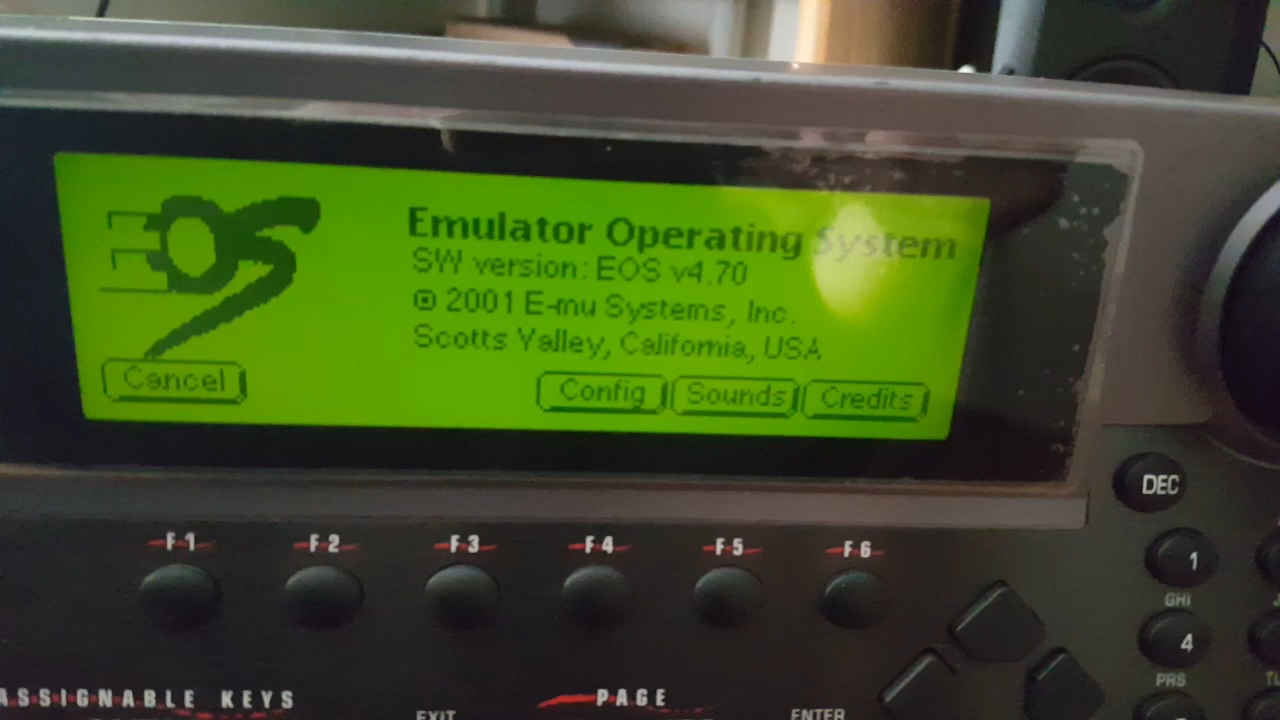 EOS
Emulator Operating System
SW version: EOS v4.70
© 2001 E-mu Systems, Inc.
Scotts Valley, California, USA
Cancel Config Sounds Credits
DEC
F1 F2 F3 F4 F5 F6
1
GHI
4
PRS
ASSIGNABLE KEYS PAGE
EXIT ENTER